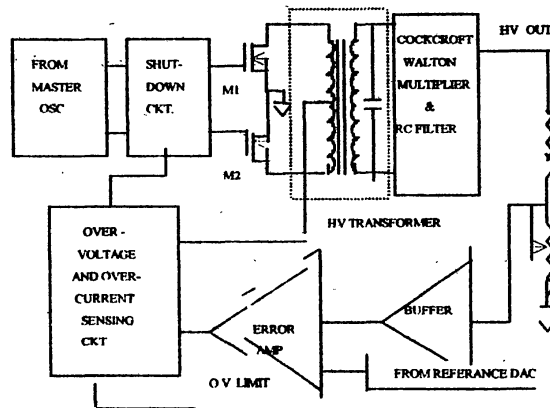 FROM
MASTER
OSC
SHUT-
DOWN
CKT.
M1
M2
COCKCROFT
WALTON
MULTIPLIER
&
RC FILTER
HV OUT
HV TRANSFORMER
OVER -
VOLTAGE
AND OVER-
CURRENT
SENSING
CKT
ERROR
AMP
BUFFER
O V LIMIT
FROM REFERANCE DAC